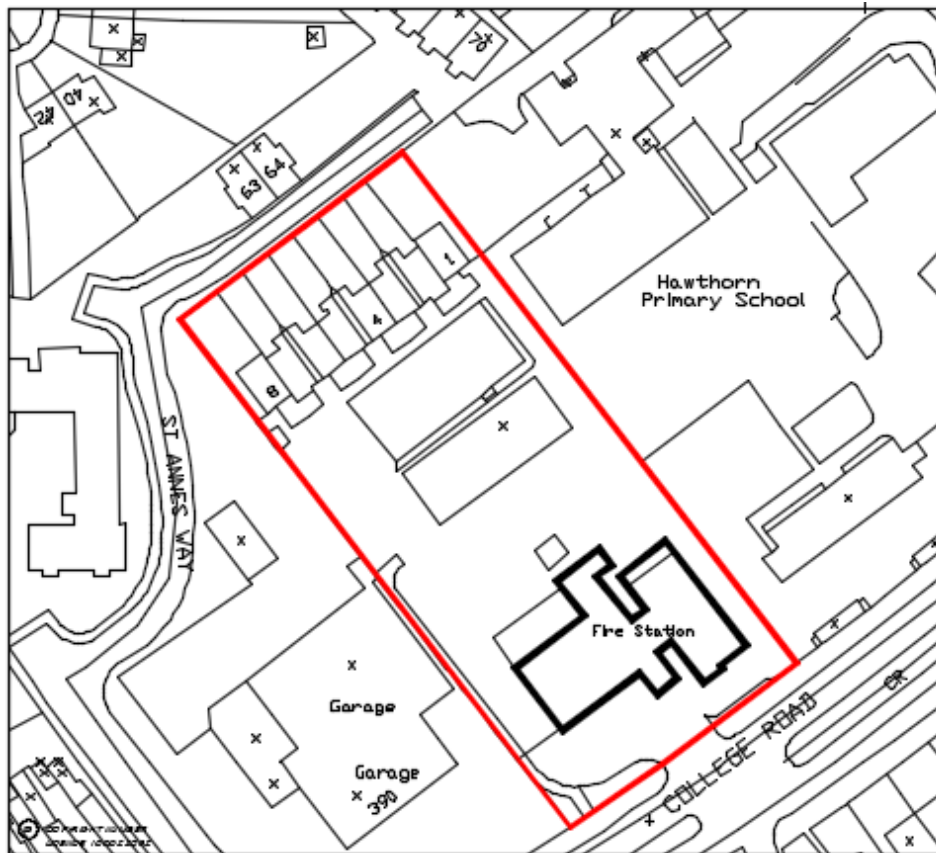 70
40
63
64
1
4
8
Hawthorn
Primary School
ST ANNES WAY
Fire Station
Garage
Garage
390
COLLEGE ROAD
CR